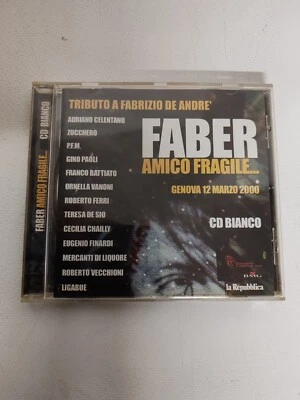 CD BIANCO
FABER AMICO FRAGILE...
TRIBUTO A FABRIZIO DE ANDRE'
ADRIANO CELENTANO
ZUCCHERO
P.F.M.
GINO PAOLI
FRANCO BATTIATO
ORNELLA VANONI
ROBERTO FERRI
TERESA DE SIO
CECILIA CHAILLY
EUGENIO FINARDI
MERCANTI DI LIQUORE
ROBERTO VECCHIONI
LIGABUE
FABER
AMICO FRAGILE...
GENOVA 12 MARZO 2000
CD BIANCO
BMG
la Repubblica